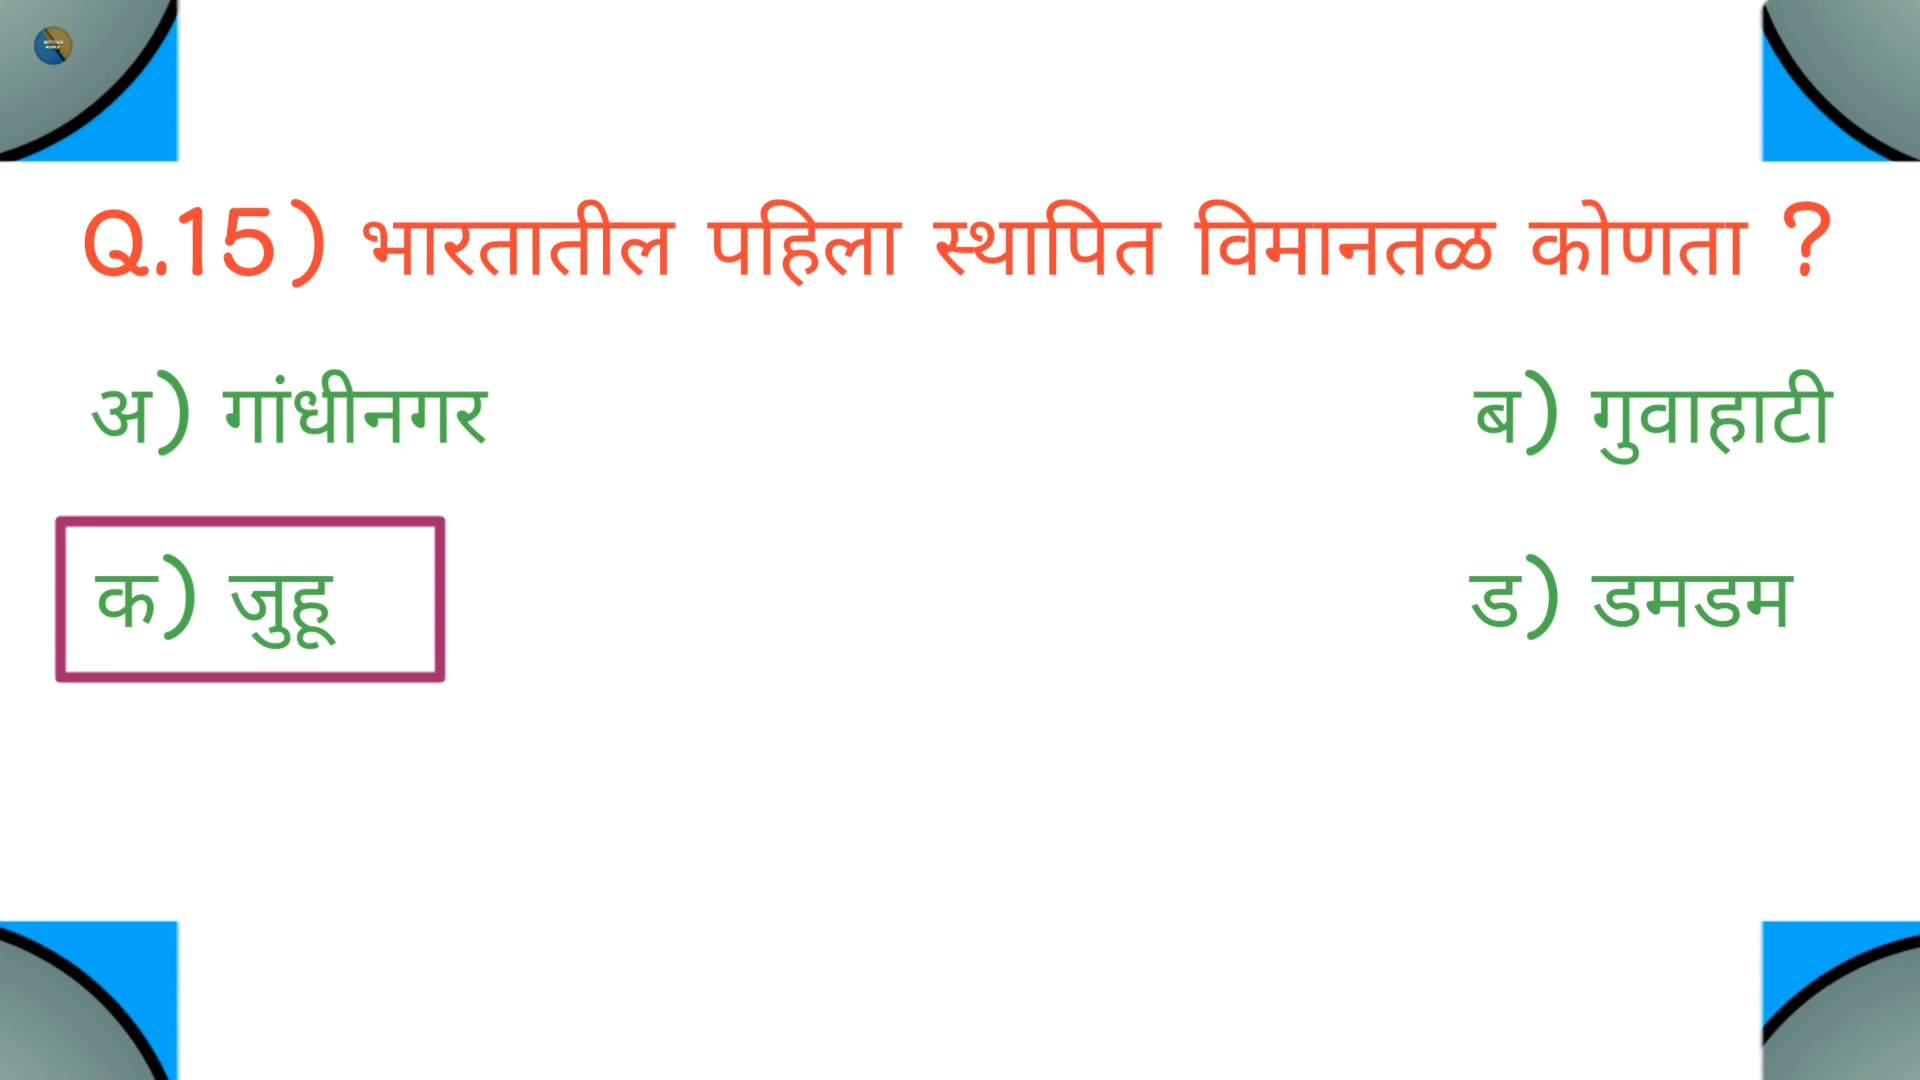 Q.15) भारतातील पहिला स्थापित विमानतळ कोणता ?
अ) गांधीनगर
ब) गुवाहाटी
क) जुहू
ड) डमडम